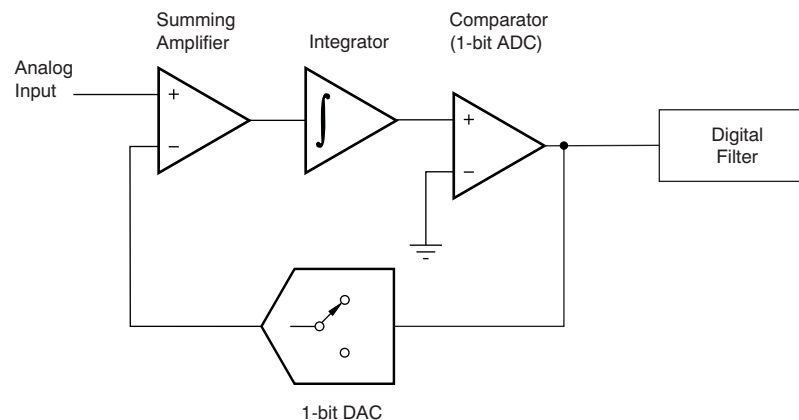 Summing
Amplifier
Integrator
Comparator
(1-bit ADC)
Analog
Input
+
−
∫
+
−
Digital
Filter
1-bit DAC